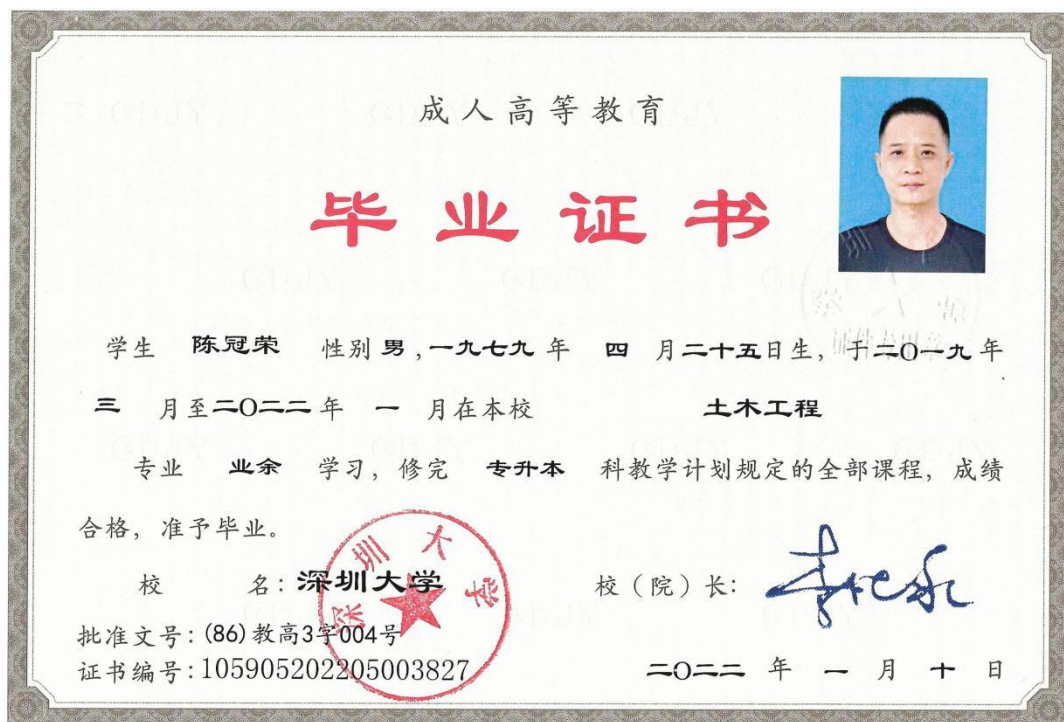 成人高等教育
毕业证书
学生 陈冠荣 性别 男，一九七九 年 四 月 二十五日生，于 二〇一九 年
三 月至 二〇二二 年 一 月在本校 土木工程
专业 业余 学习，修完 专升本 科教学计划规定的全部课程，成绩
合格，准予毕业。
校 名：深圳大学
校（院）长：
深圳大学
批准文号：(86)教高3字004号
证书编号：105905202205003827
二〇二二 年 一 月 十 日